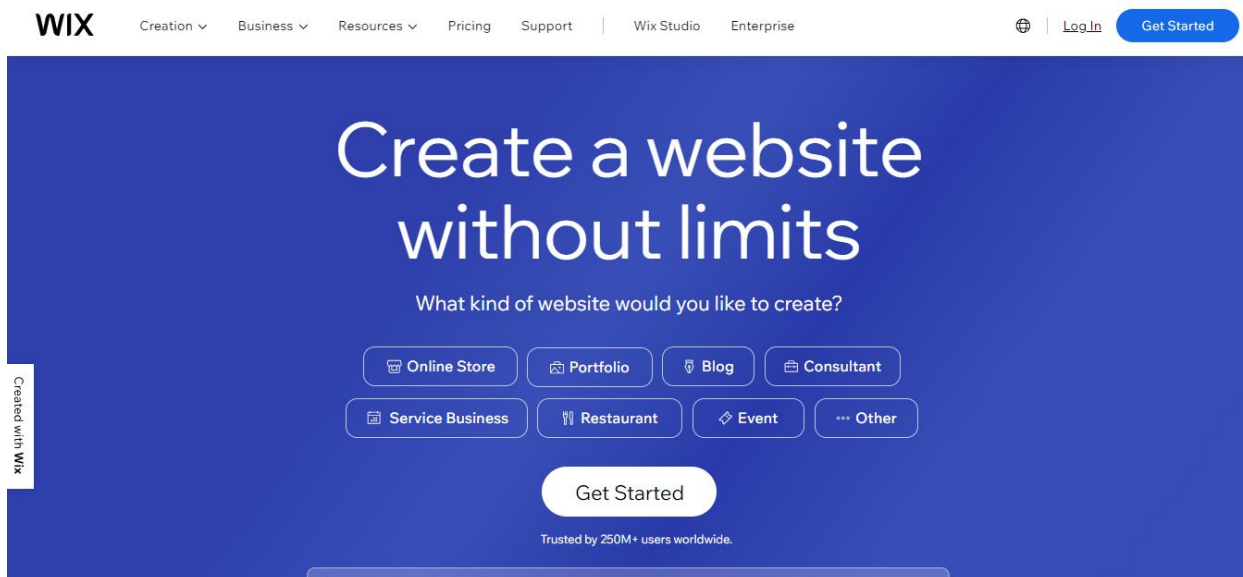 WIX Creation Business Resources Pricing Support Wix Studio Enterprise Log In Get Started
Create a website
without limits
What kind of website would you like to create?
Online Store Portfolio Blog Consultant
Service Business Restaurant Event Other
Created with Wix
Get Started
Trusted by 250M+ users worldwide.